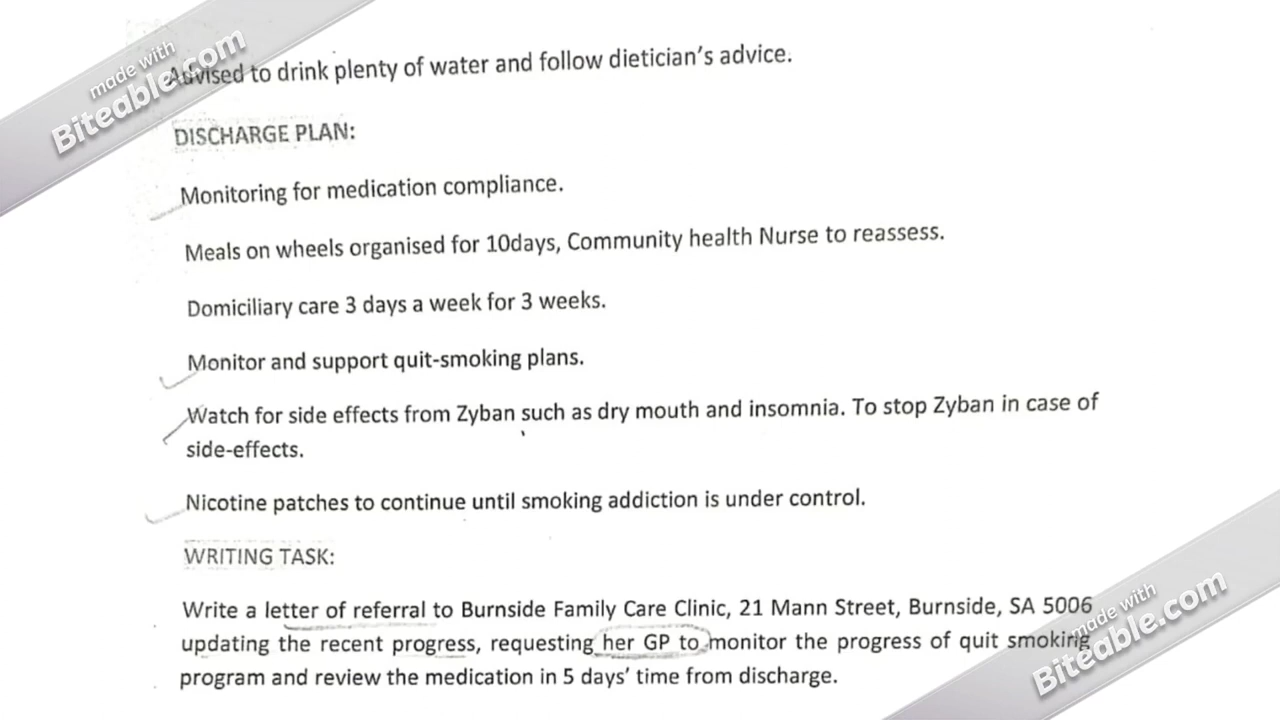 made with
Biteable.com
Advised to drink plenty of water and follow dietician's advice.
DISCHARGE PLAN:
Monitoring for medication compliance.
Meals on wheels organised for 10days, Community health Nurse to reassess.
Domiciliary care 3 days a week for 3 weeks.
Monitor and support quit-smoking plans.
Watch for side effects from Zyban such as dry mouth and insomnia. To stop Zyban in case of
side-effects.
Nicotine patches to continue until smoking addiction is under control.
WRITING TASK:
Write a letter of referral to Burnside Family Care Clinic, 21 Mann Street, Burnside, SA 5006
updating the recent progress, requesting her GP to monitor the progress of quit smoking
program and review the medication in 5 days' time from discharge.
made with
Biteable.com